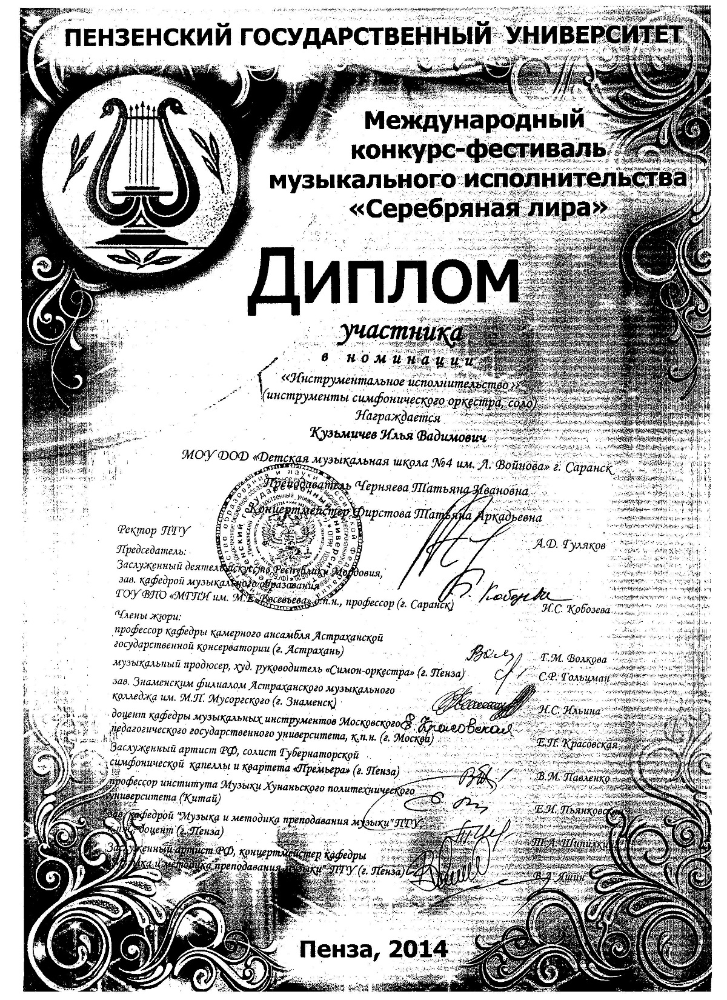 ПЕНЗЕНСКИЙ ГОСУДАРСТВЕННЫЙ УНИВЕРСИТЕТ
Международный
конкурс-фестиваль
музыкального исполнительства
«Серебряная лира»
Диплом
участника
в номинации
«Инструментальное исполнительство»
(инструменты симфонического оркестра, соло)
Награждается
Кузьмичев Илья Вадимович
МОУ ДОД «Детская музыкальная школа №4 им. Л. Войнова» г. Саранск
Преподаватель Черняева Татьяна Ивановна
Концертмейстер Фирстова Татьяна Аркадьевна
Ректор ПГУ
А.Д. Гуляков
Председатель:
Заслуженный деятель искусств Республики Мордовия,
зав. кафедрой музыкального образования
ГОУ ВПО «МГПИ им. М.Е. Евсевьева» д.п.н., профессор (г. Саранск)
И.С. Кобозева
Члены жюри:
профессор кафедры камерного ансамбля Астраханской
государственной консерватории (г. Астрахань)
Г.М. Волкова
музыкальный продюсер, худ. руководитель «Симон-оркестра» (г. Пенза)
С.Р. Гольцман
зав. Знаменским филиалом Астраханского музыкального
колледжа им. М.П. Мусоргского (г. Знаменск)
Н.С. Ильина
доцент кафедры музыкальных инструментов Московского
педагогического государственного университета, к.п.н. (г. Москва)
Е.П. Красовская
Заслуженный артист РФ, солист Губернаторской
симфонической капеллы и квартета «Премьера» (г. Пенза)
В.М. Павленко
профессор института Музыки Хунаньского политехнического
университета (Китай)
Е.И. Пьянковская
зав. кафедрой "Музыка и методика преподавания музыки" ПГУ,
к.п.н., доцент (г. Пенза)
Т.А. Шипилкина
Заслуженный артист РФ, концертмейстер кафедры
"Музыка и методика преподавания музыки" ПГУ (г. Пенза)
В.А. Яшин
Пенза, 2014